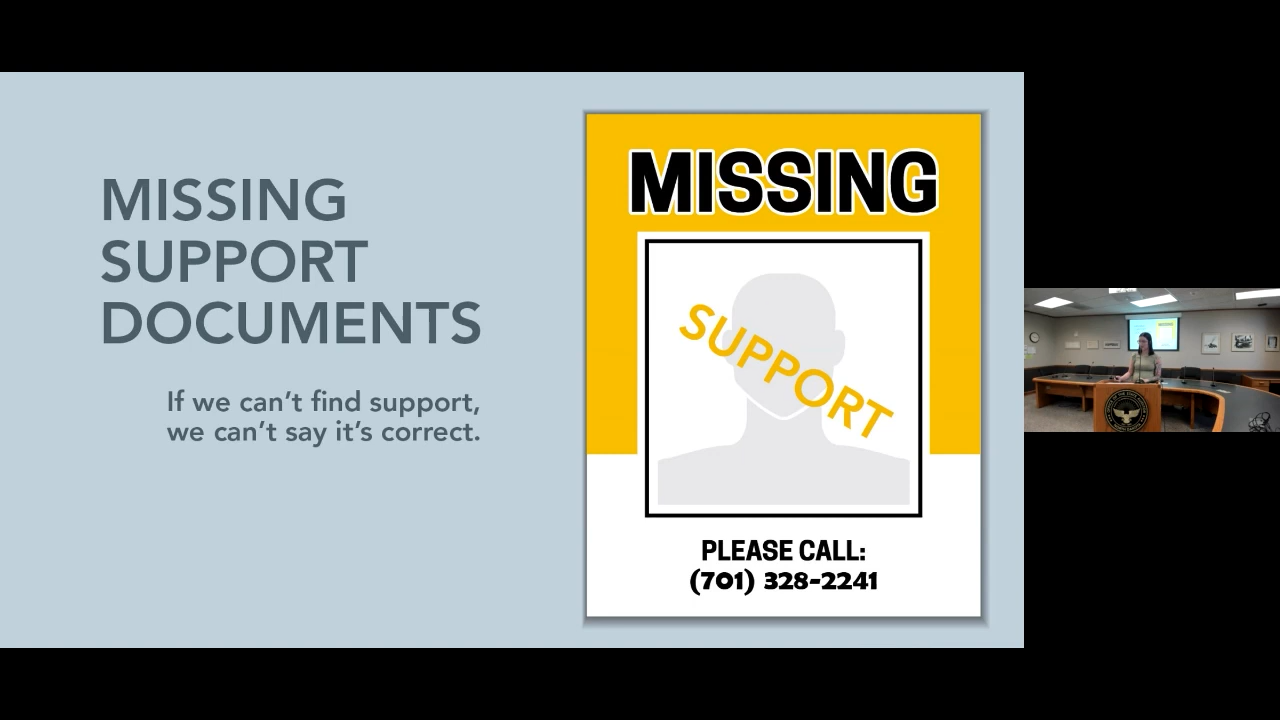 MISSING
SUPPORT
DOCUMENTS
If we can't find support,
we can't say it's correct.
MISSING
SUPPORT
PLEASE CALL:
(701) 328-2241